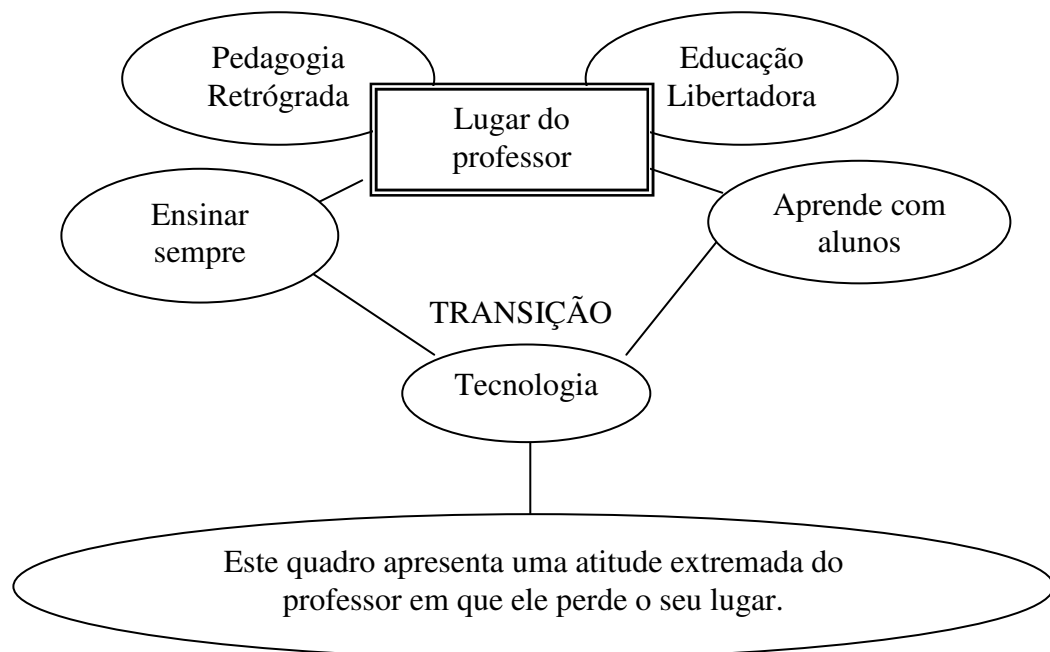 Pedagogia
Retrógrada
Lugar do
professor
Educação
Libertadora
Ensinar
sempre
Aprende com
alunos
TRANSIÇÃO
Tecnologia
Este quadro apresenta uma atitude extremada do
professor em que ele perde o seu lugar.